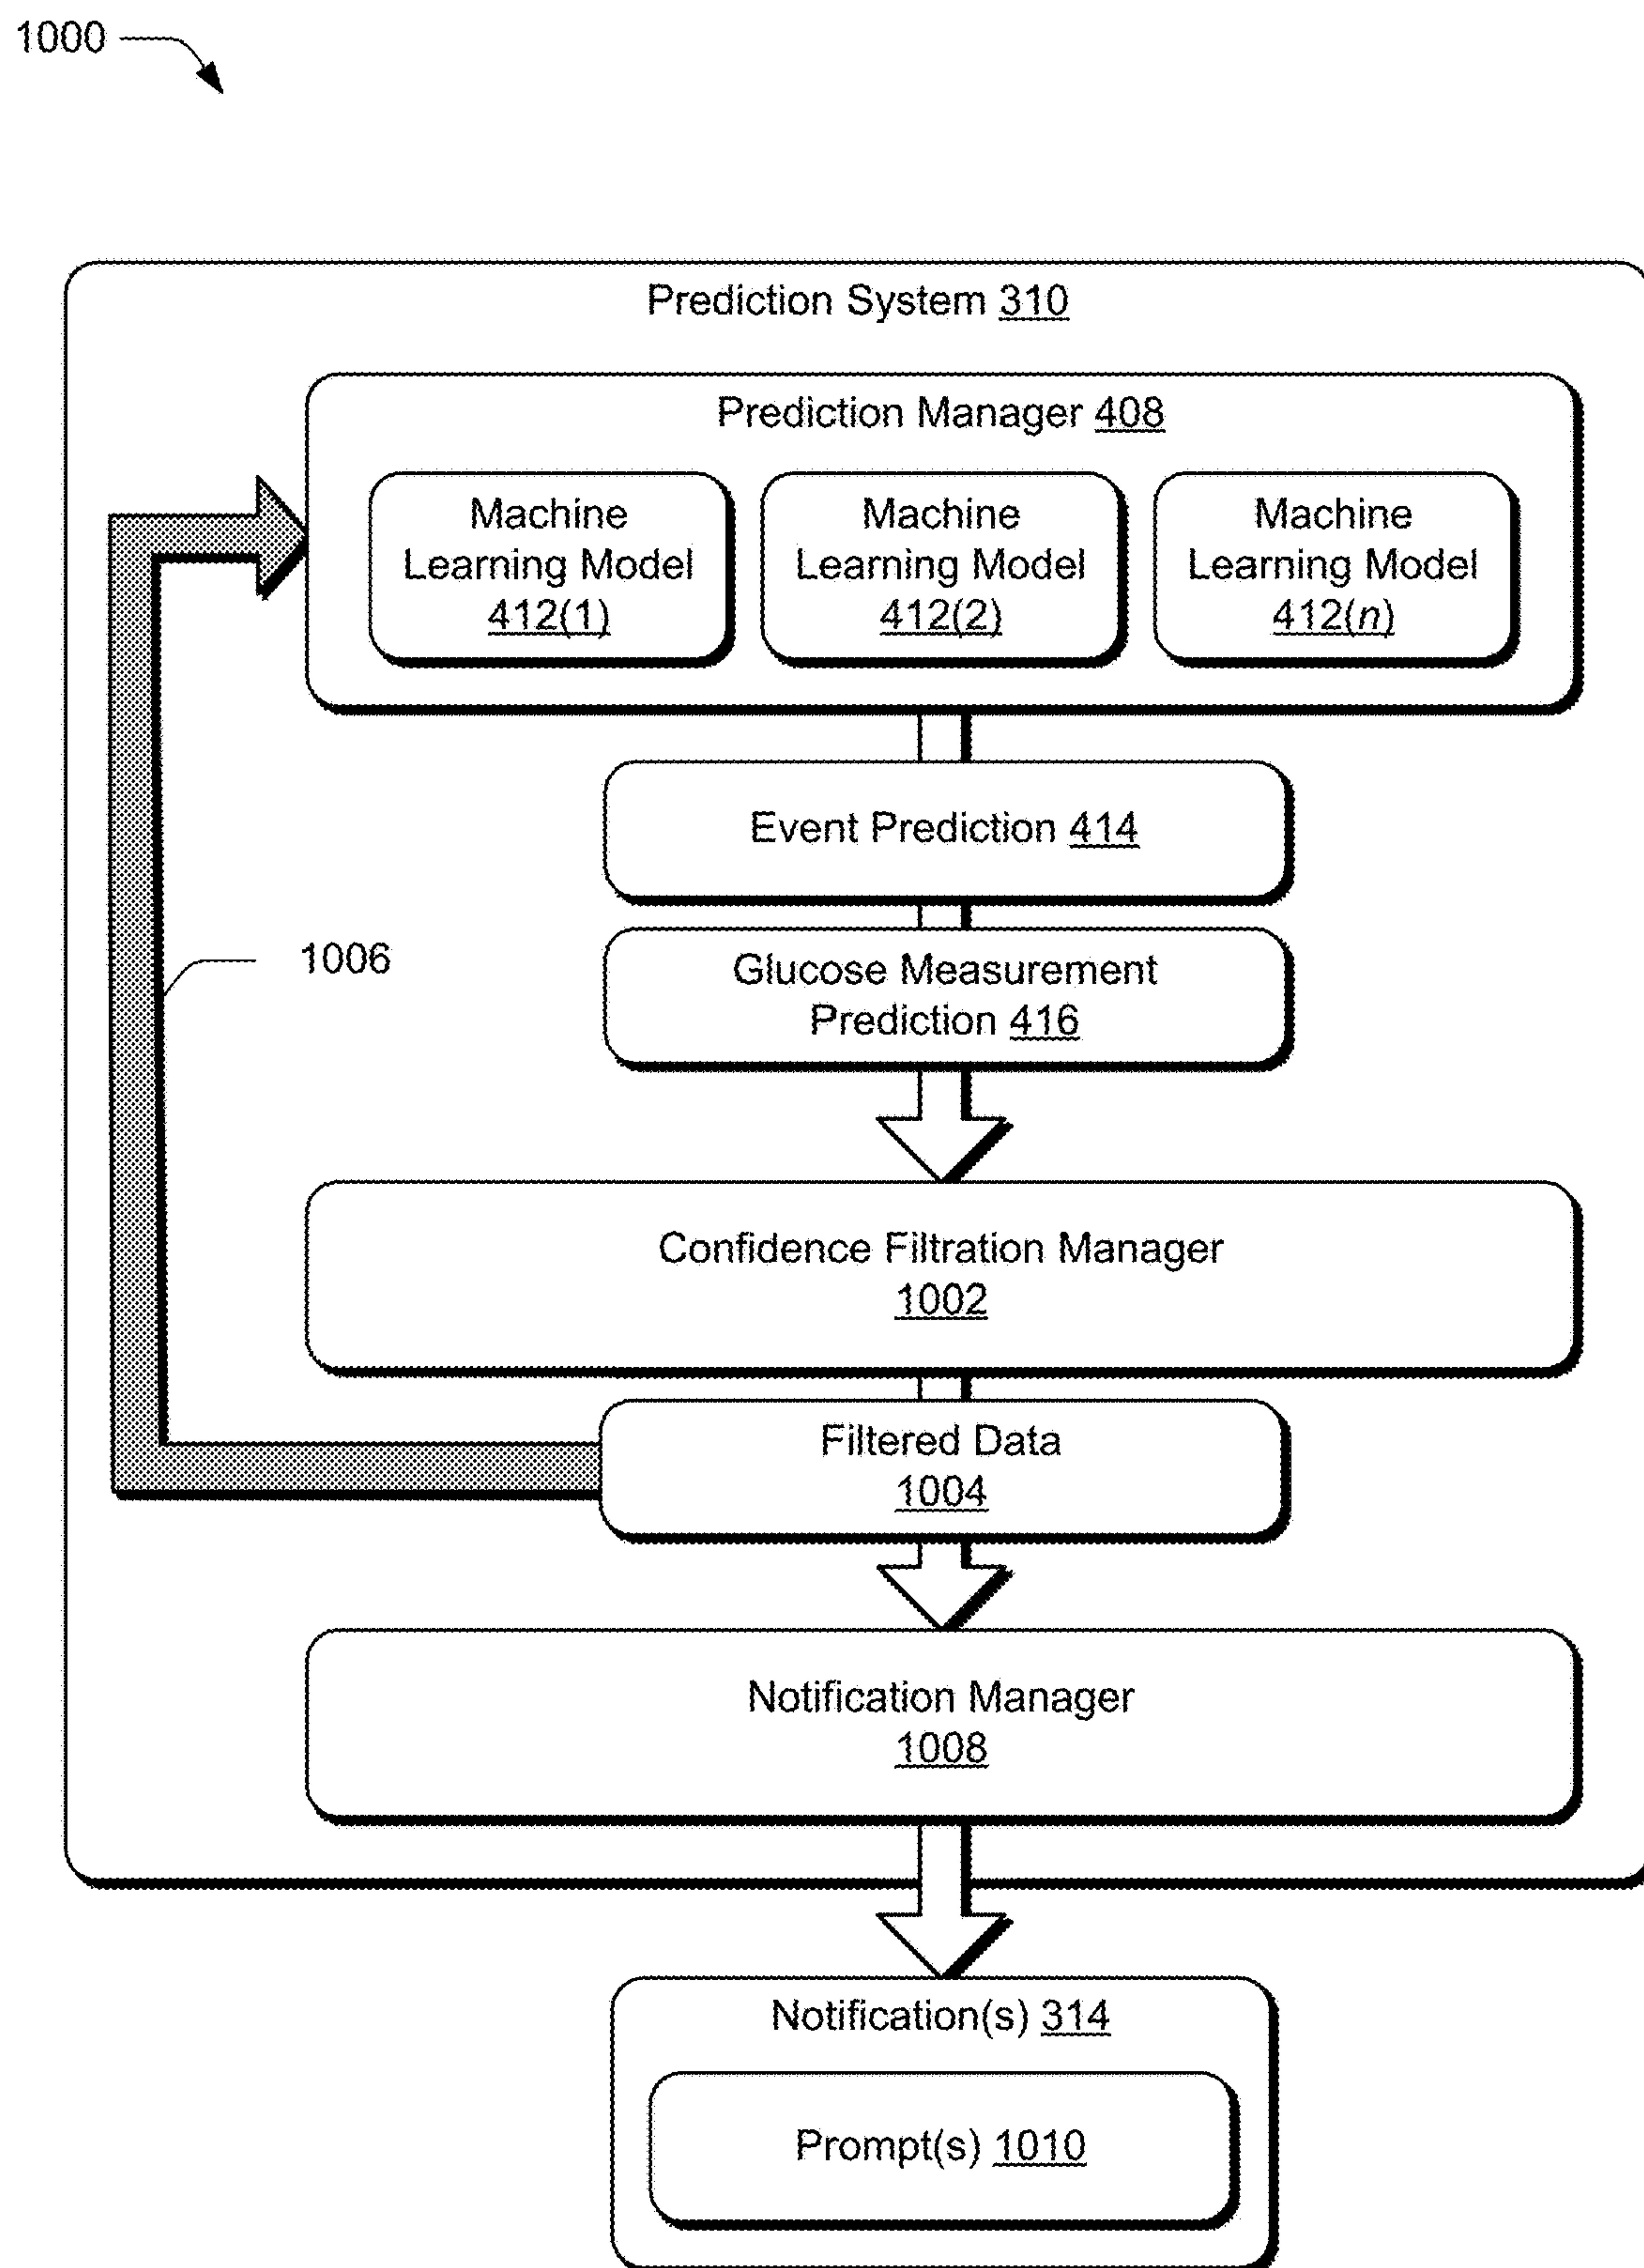 1000
Prediction System 310
Prediction Manager 408
Machine
Learning Model
412(1)
Machine
Learning Model
412(2)
Machine
Learning Model
412(n)
Event Prediction 414
Glucose Measurement
Prediction 416
1006
Confidence Filtration Manager
1002
Filtered Data
1004
Notification Manager
1008
Notification(s) 314
Prompt(s) 1010